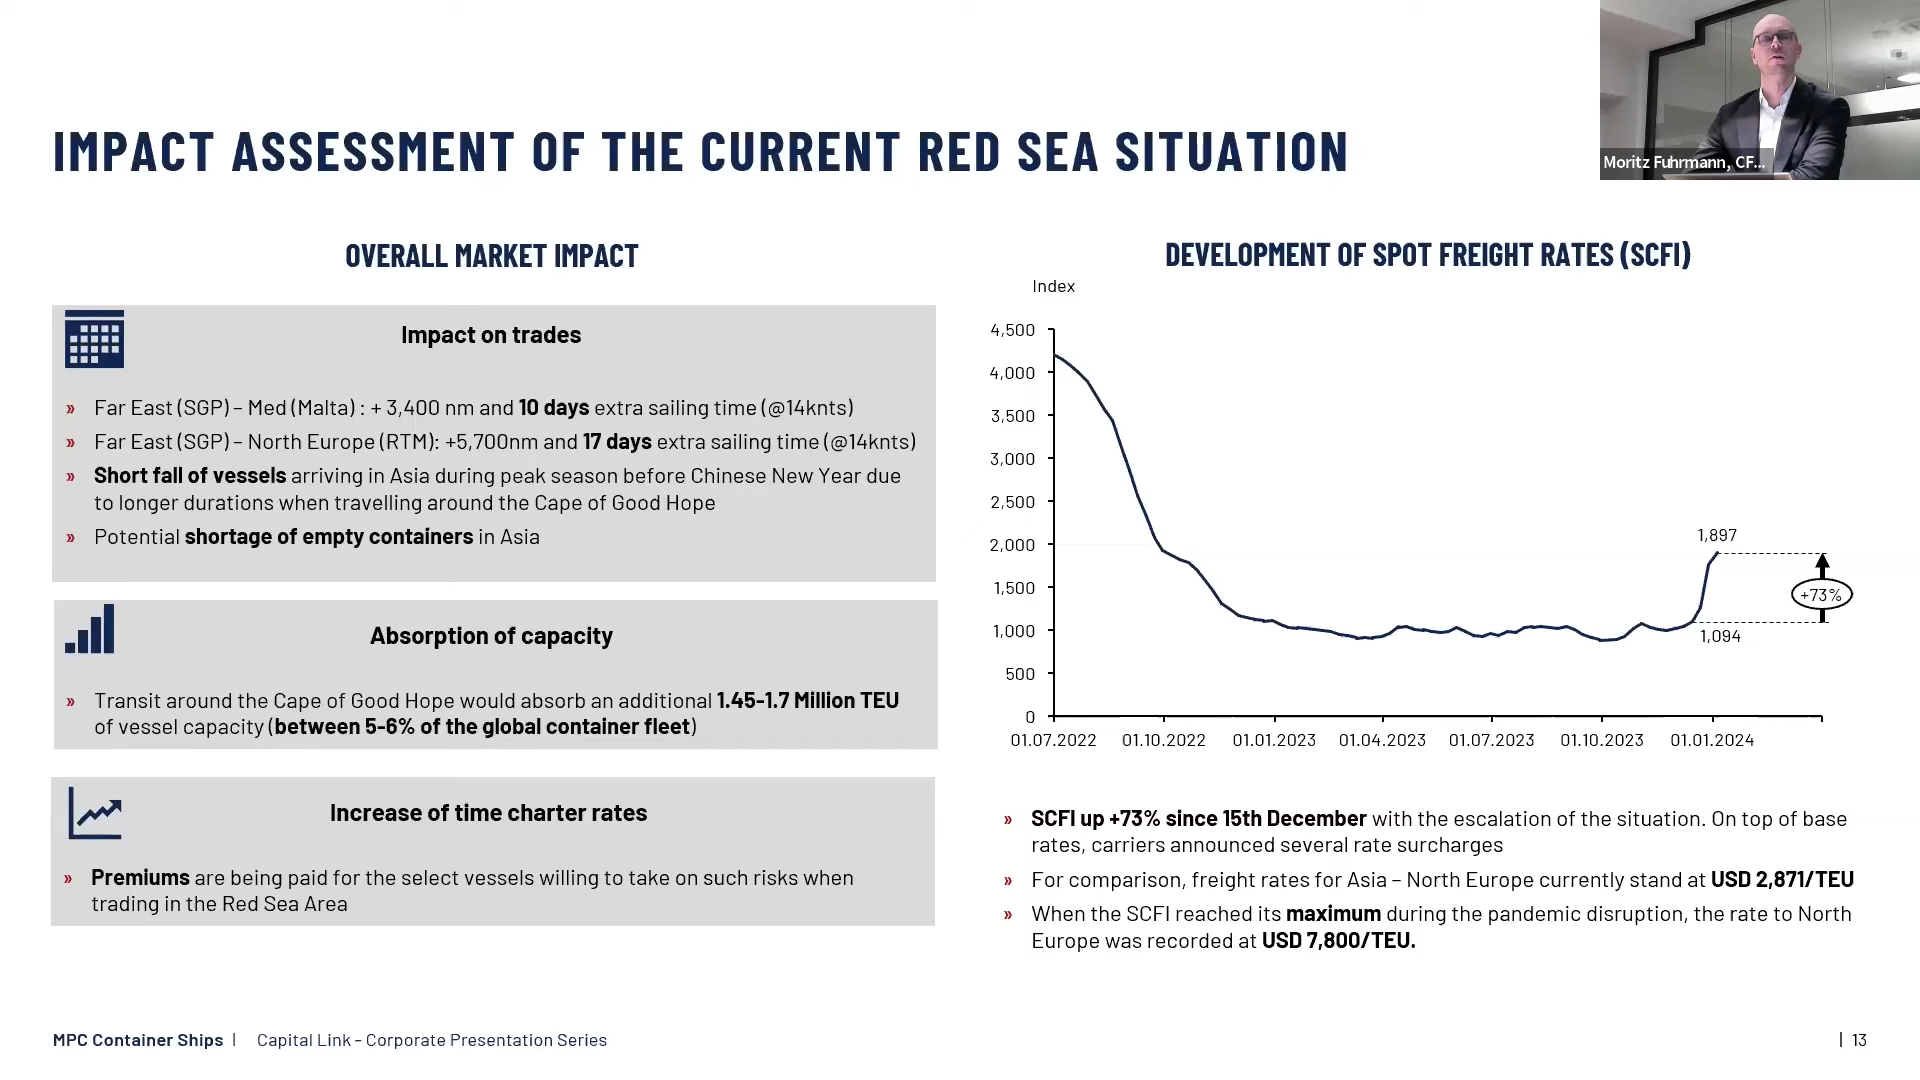 Moritz Fuhrmann, CF...
IMPACT ASSESSMENT OF THE CURRENT RED SEA SITUATION
OVERALL MARKET IMPACT
Impact on trades
» Far East (SGP) – Med (Malta) : + 3,400 nm and 10 days extra sailing time (@14knts)
» Far East (SGP) – North Europe (RTM): +5,700nm and 17 days extra sailing time (@14knts)
» Short fall of vessels arriving in Asia during peak season before Chinese New Year due
to longer durations when travelling around the Cape of Good Hope
» Potential shortage of empty containers in Asia
Absorption of capacity
» Transit around the Cape of Good Hope would absorb an additional 1.45-1.7 Million TEU
of vessel capacity (between 5-6% of the global container fleet)
Increase of time charter rates
» Premiums are being paid for the select vessels willing to take on such risks when
trading in the Red Sea Area
DEVELOPMENT OF SPOT FREIGHT RATES (SCFI)
Index
4,500
4,000
3,500
3,000
2,500
2,000
1,500
1,000
500
0
1,897
+73%
1,094
01.07.2022 01.10.2022 01.01.2023 01.04.2023 01.07.2023 01.10.2023 01.01.2024
» SCFI up +73% since 15th December with the escalation of the situation. On top of base
rates, carriers announced several rate surcharges
» For comparison, freight rates for Asia – North Europe currently stand at USD 2,871/TEU
» When the SCFI reached its maximum during the pandemic disruption, the rate to North
Europe was recorded at USD 7,800/TEU.
MPC Container Ships | Capital Link - Corporate Presentation Series
| 13